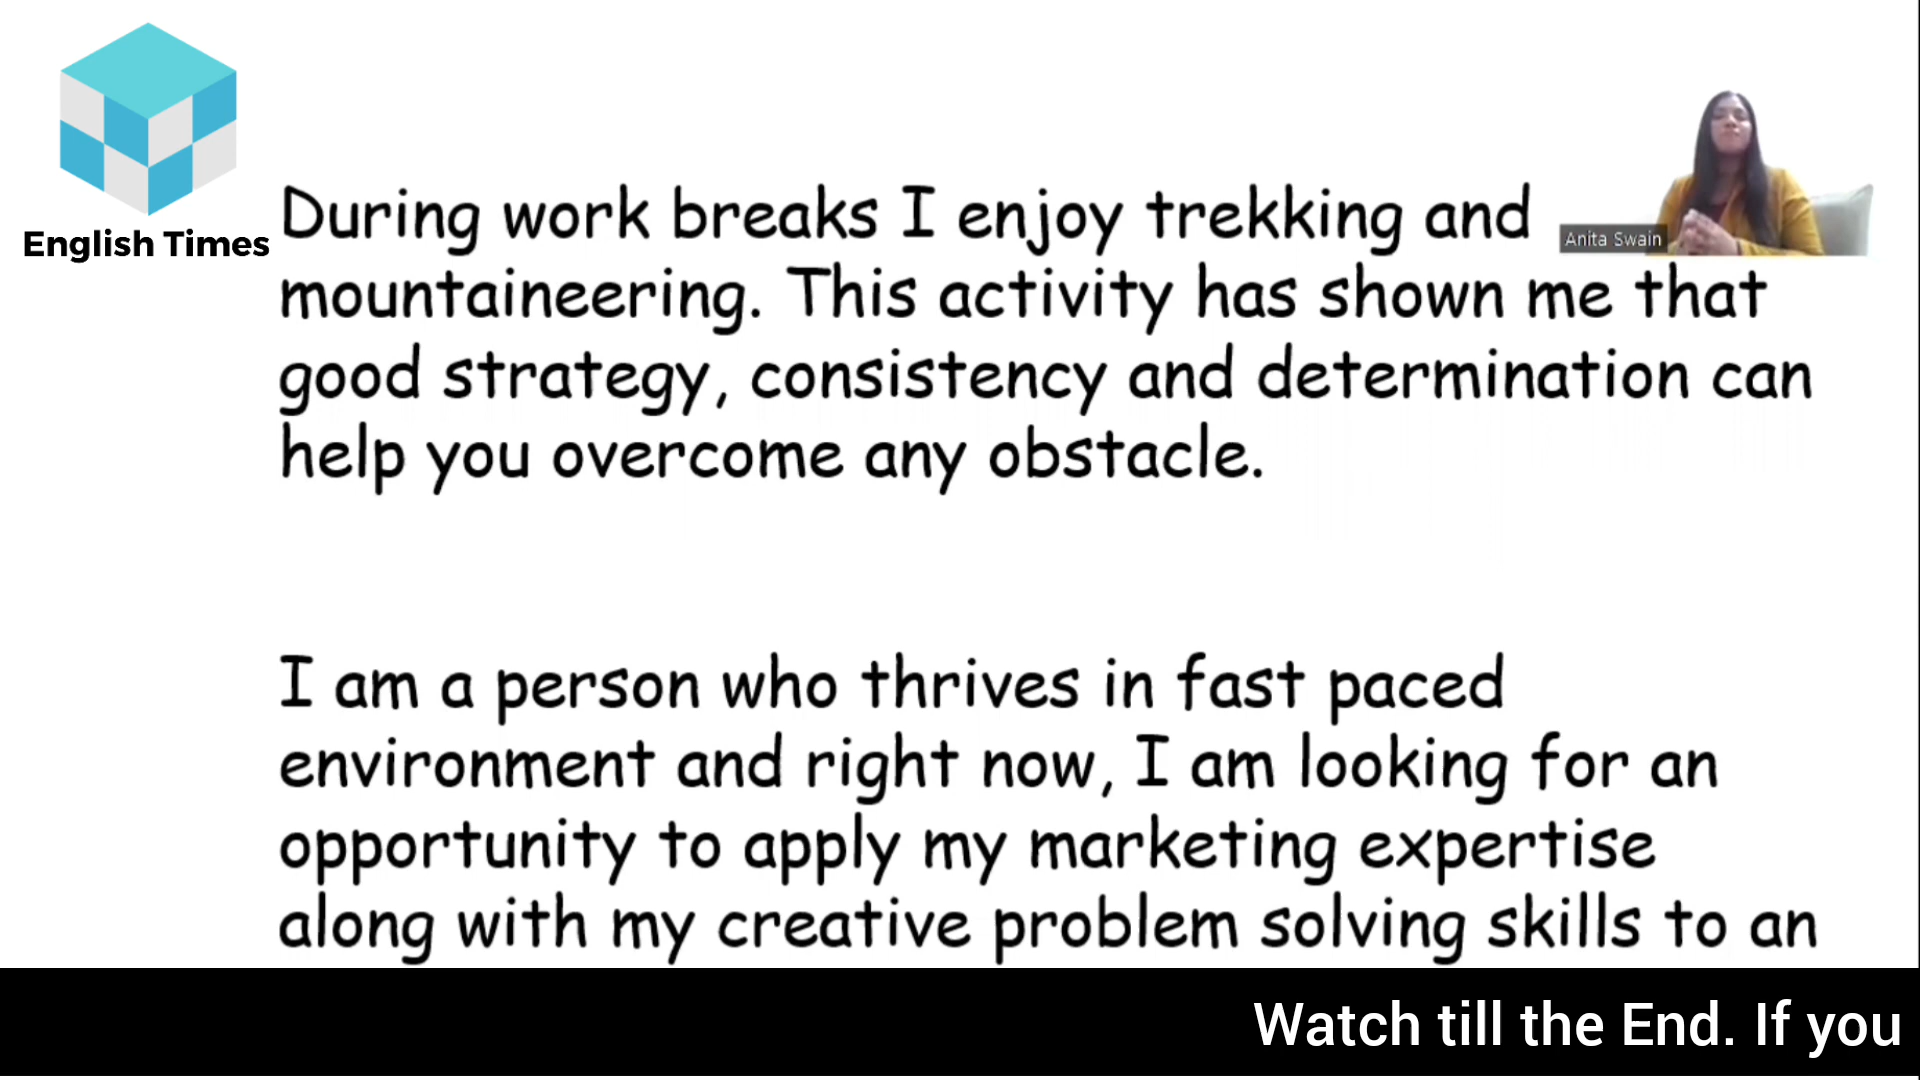 English Times
During work breaks I enjoy trekking and
mountaineering. This activity has shown me that
good strategy, consistency and determination can
help you overcome any obstacle.
Anita Swain
I am a person who thrives in fast paced
environment and right now, I am looking for an
opportunity to apply my marketing expertise
along with my creative problem solving skills to an
Watch till the End. If you